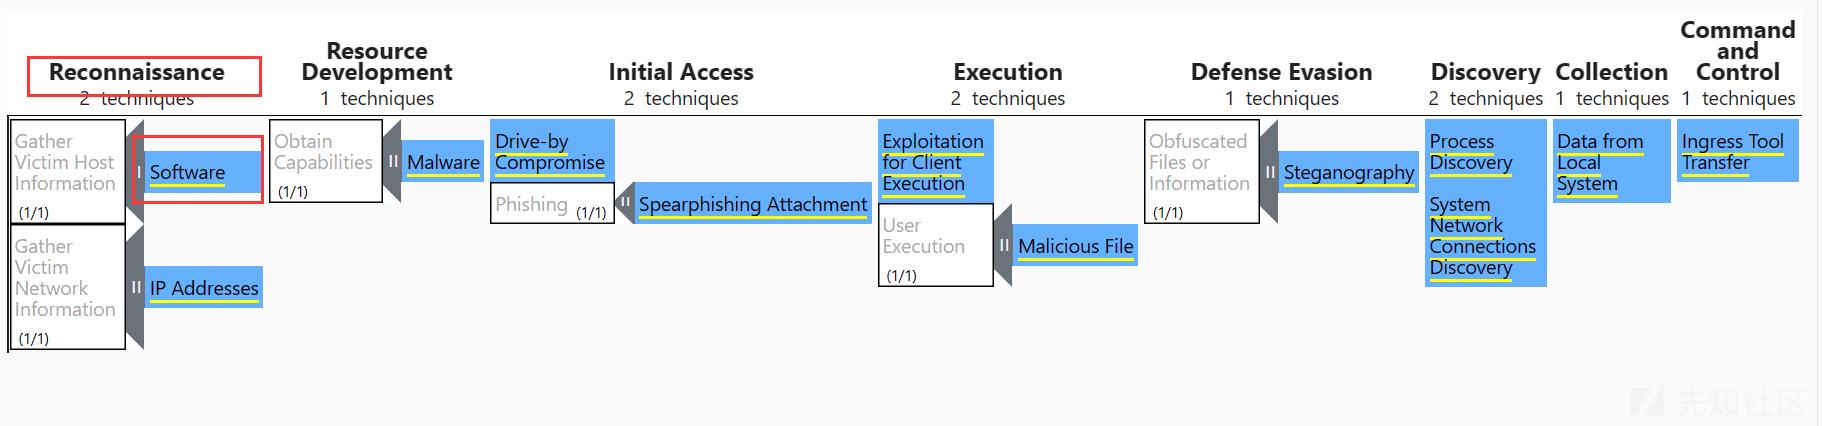 Reconnaissance
2 techniques
Gather
Victim Host
Information
(1/1)
Software
Gather
Victim
Network
Information
(1/1)
IP Addresses
Resource
Development
1 techniques
Obtain
Capabilities
(1/1)
Malware
Initial Access
2 techniques
Drive-by
Compromise
Phishing (1/1)
Spearphishing Attachment
Execution
2 techniques
Exploitation
for Client
Execution
User
Execution
(1/1)
Malicious File
Defense Evasion
1 techniques
Obfuscated
Files or
Information
(1/1)
Steganography
Discovery
2 techniques
Process
Discovery
System
Network
Connections
Discovery
Collection
1 techniques
Data from
Local
System
Command
and
Control
1 techniques
Ingress Tool
Transfer
先知社区